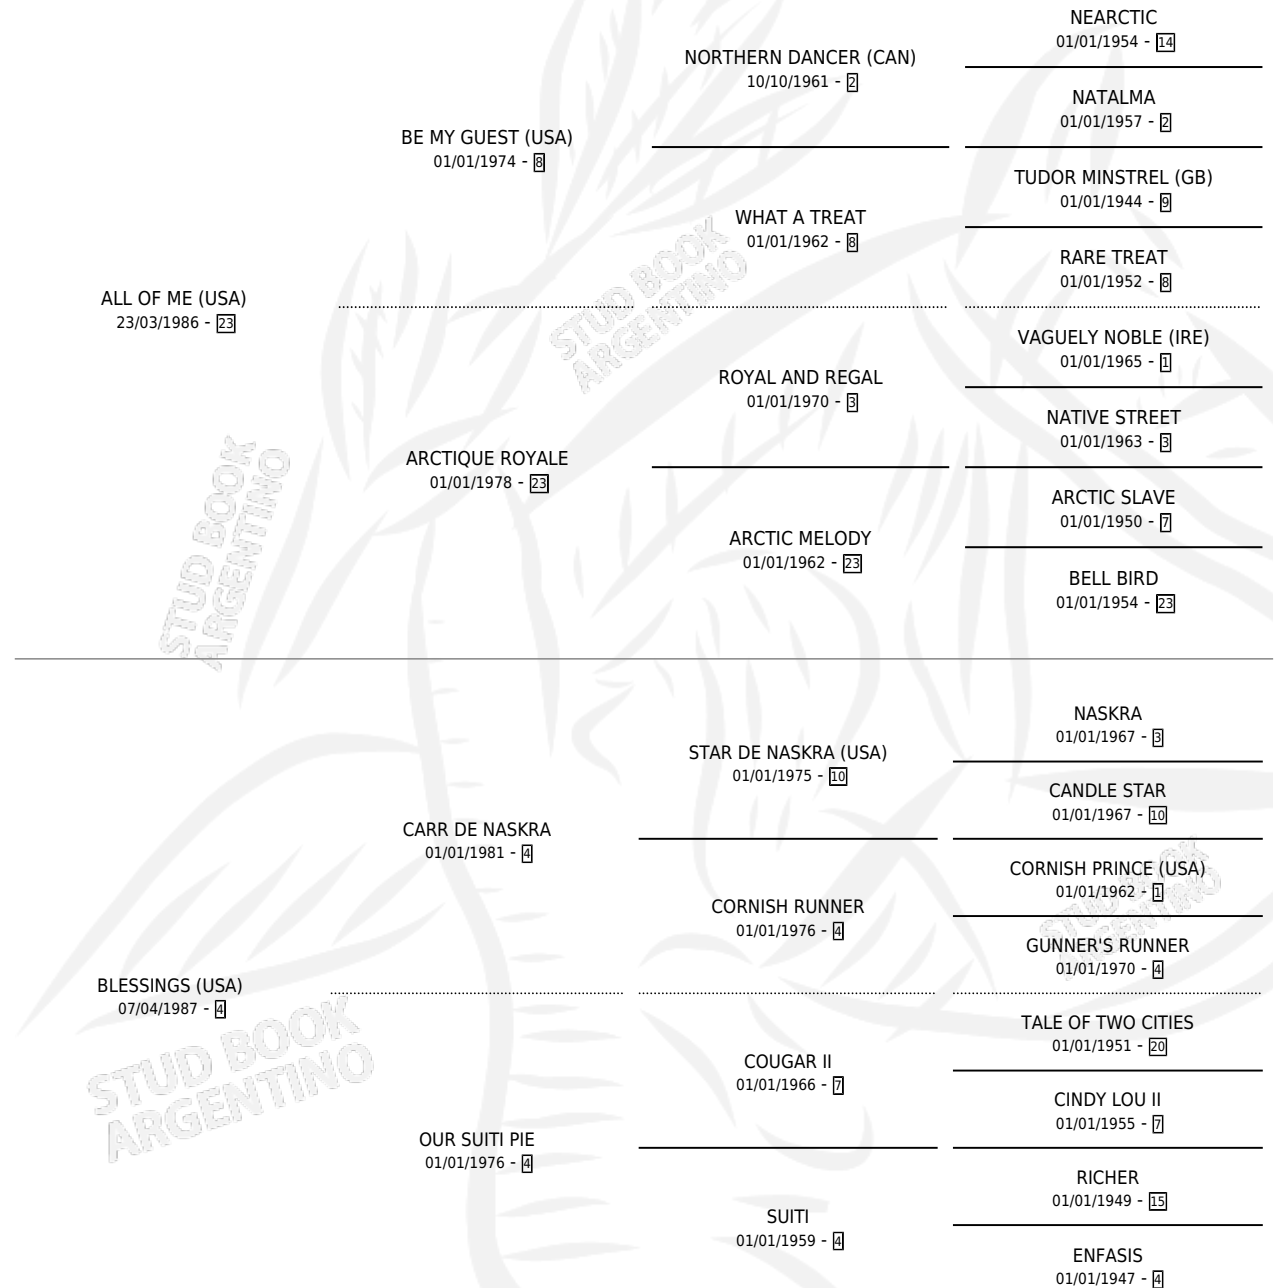 NEARCTIC
01/01/1954 - 14
NORTHERN DANCER (CAN)
10/10/1961 - 2
NATALMA
01/01/1957 - 2
BE MY GUEST (USA)
01/01/1974 - 8
TUDOR MINSTREL (GB)
01/01/1944 - 9
WHAT A TREAT
01/01/1962 - 8
RARE TREAT
01/01/1952 - 8
STUD BOOK
ARGENTINO
ALL OF ME (USA)
23/03/1986 - 23
VAGUELY NOBLE (IRE)
01/01/1965 - 1
ROYAL AND REGAL
01/01/1970 - 3
NATIVE STREET
01/01/1963 - 3
ARCTIQUE ROYALE
01/01/1978 - 23
ARCTIC SLAVE
01/01/1950 - 7
ARCTIC MELODY
01/01/1962 - 23
BELL BIRD
01/01/1954 - 23
STUD BOOK
ARGENTINO
NASKRA
01/01/1967 - 3
STAR DE NASKRA (USA)
01/01/1975 - 10
CANDLE STAR
01/01/1967 - 10
CARR DE NASKRA
01/01/1981 - 4
CORNISH PRINCE (USA)
01/01/1962 - 1
STUD BOOK
ARGENTINO
CORNISH RUNNER
01/01/1976 - 4
GUNNER'S RUNNER
01/01/1970 - 4
BLESSINGS (USA)
07/04/1987 - 4
TALE OF TWO CITIES
01/01/1951 - 20
STUD BOOK
ARGENTINO
COUGAR II
01/01/1966 - 7
CINDY LOU II
01/01/1955 - 7
OUR SUITI PIE
01/01/1976 - 4
RICHER
01/01/1949 - 15
SUITI
01/01/1959 - 4
ENFASIS
01/01/1947 - 4